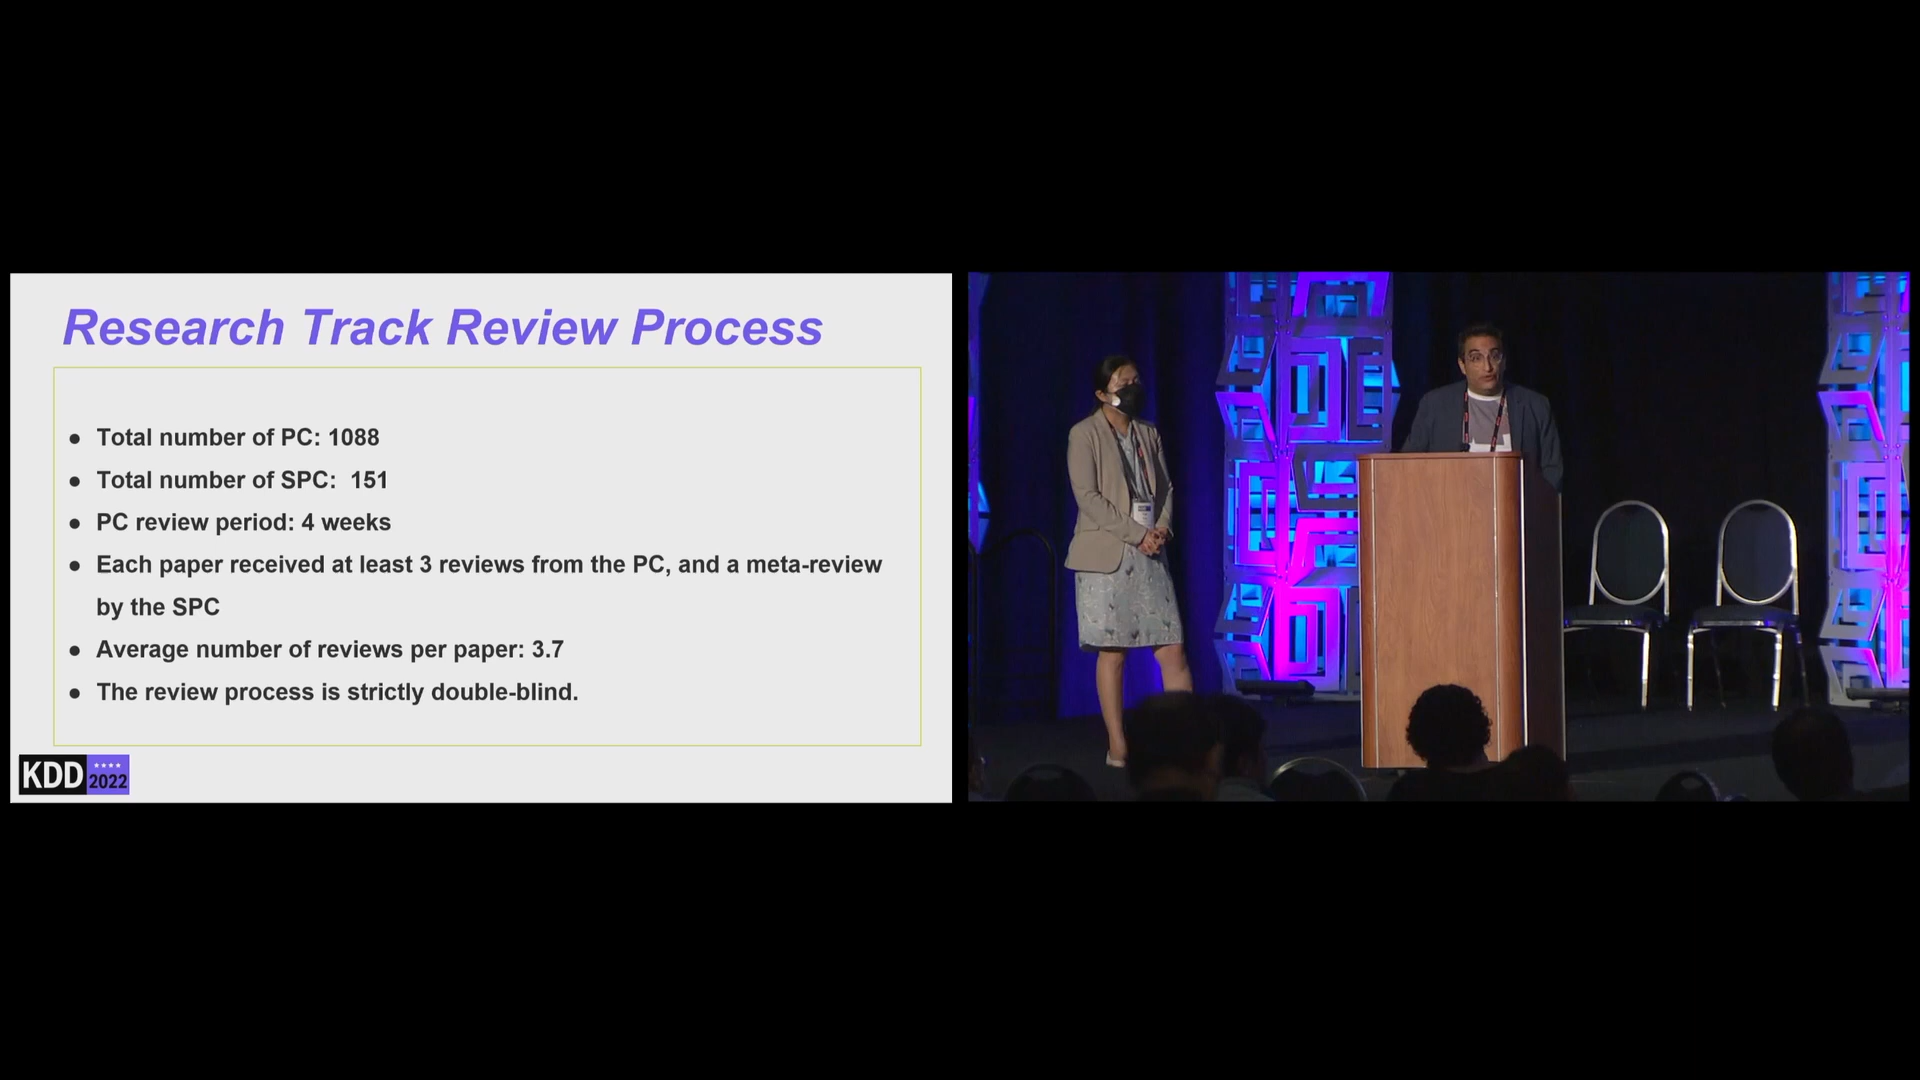 Research Track Review Process
● Total number of PC: 1088
● Total number of SPC:  151
● PC review period: 4 weeks
● Each paper received at least 3 reviews from the PC, and a meta-review
by the SPC
● Average number of reviews per paper: 3.7
● The review process is strictly double-blind.
KDD 2022